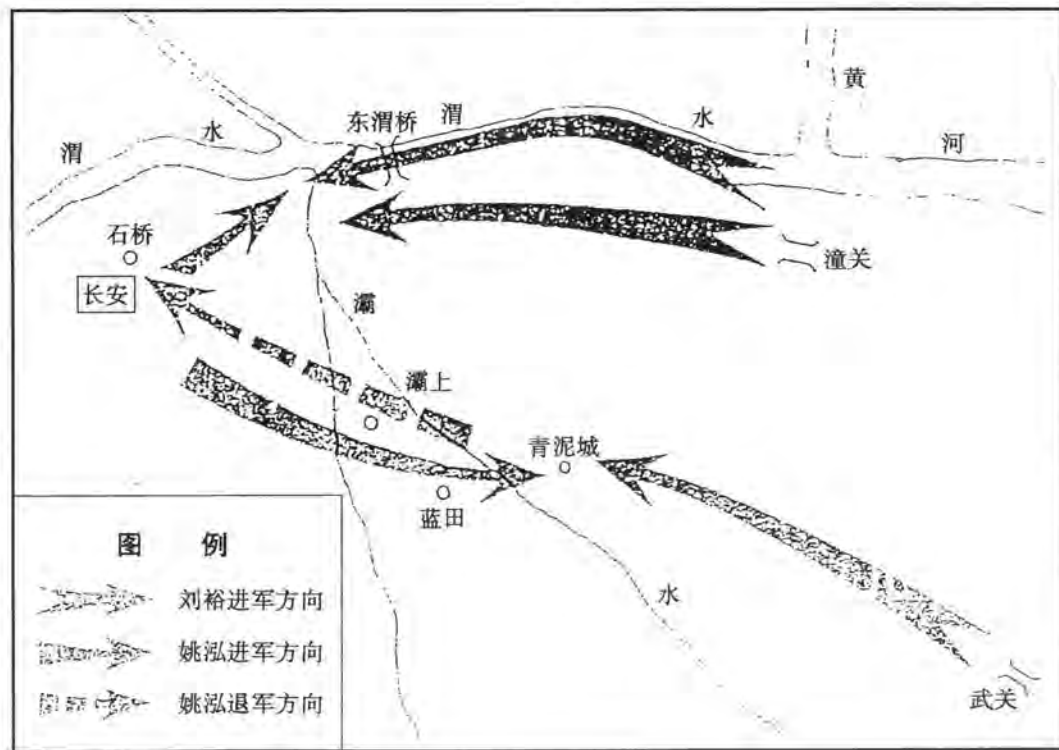 黄
河
东渭桥
渭
水
水
渭
石桥
长安
潼关
灞
灞上
青泥城
蓝田
水
武关
图 例
刘裕进军方向
姚泓进军方向
姚泓退军方向